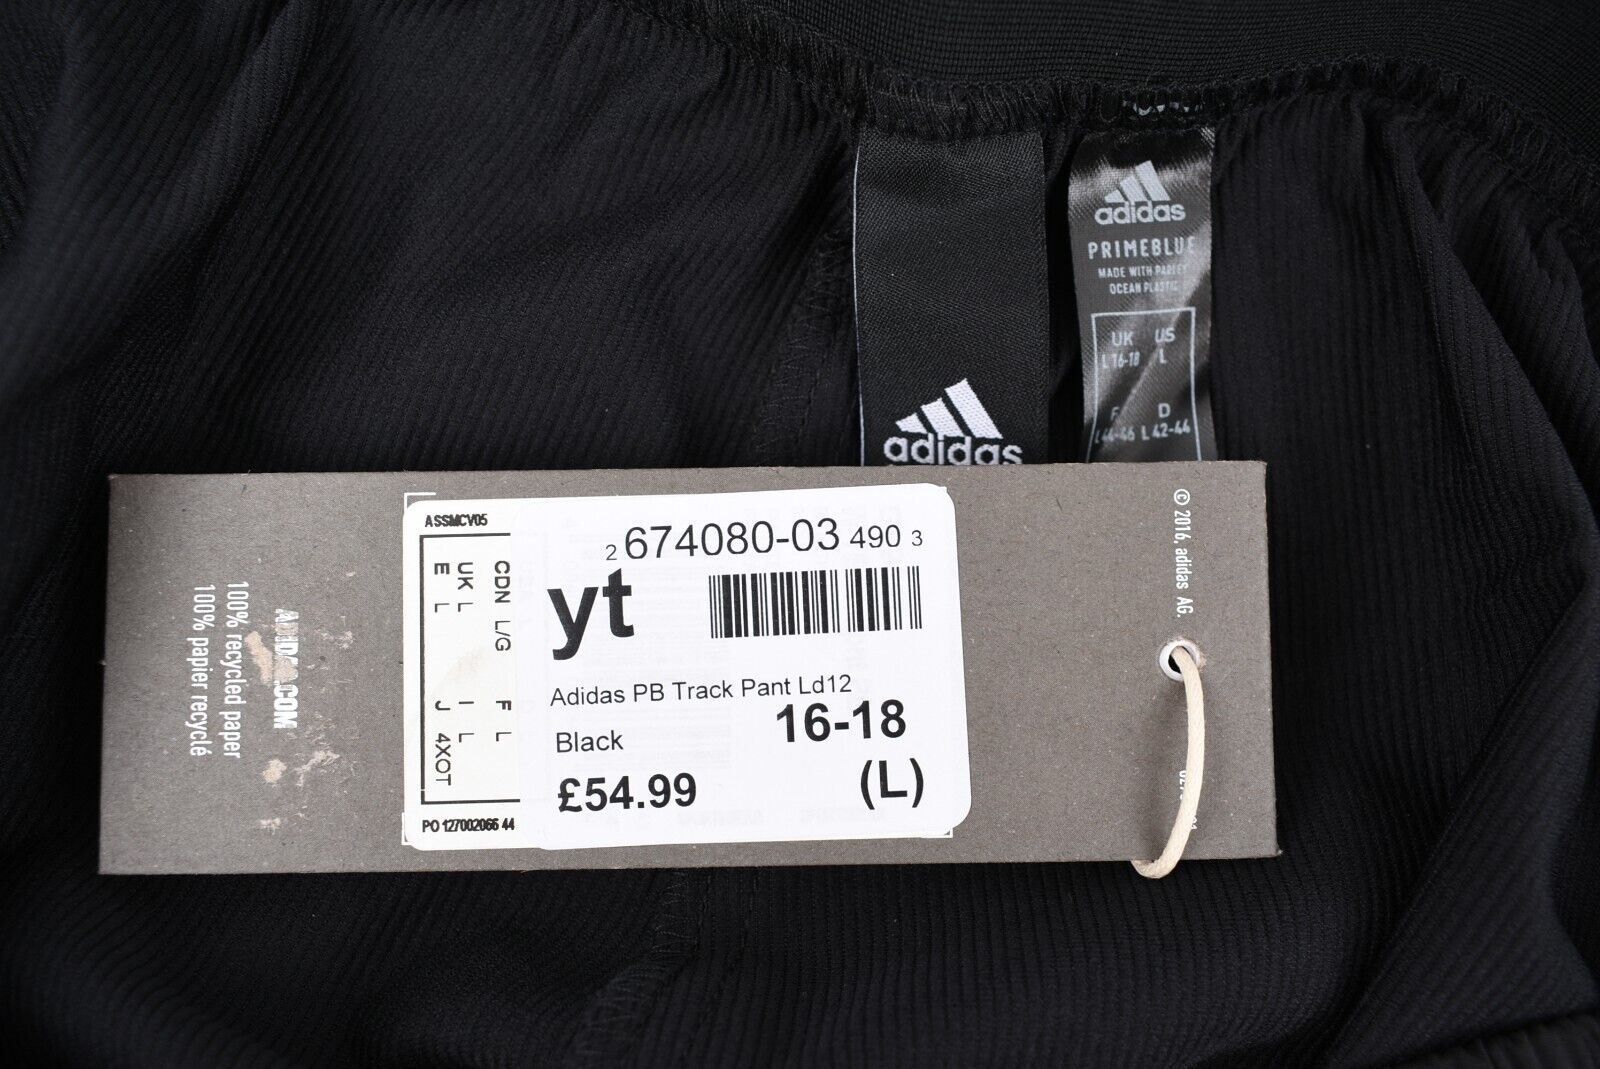 adidas
PRIMEBLUE
MADE WITH PARLEY
OCEAN PLASTIC
UK US
L 16-18 L
F D
L 44-46 L 42-44
adidas
© 2016, adidas AG.
ASSMCV05
CDN L/G F L
UK L I L
E L J 4XOT
PO 127002066 44
2 674080-03 490 3
yt
Adidas PB Track Pant Ld12
Black
16-18
£54.99
(L)
ADIDAS.COM
100% recycled paper
100% papier recyclé